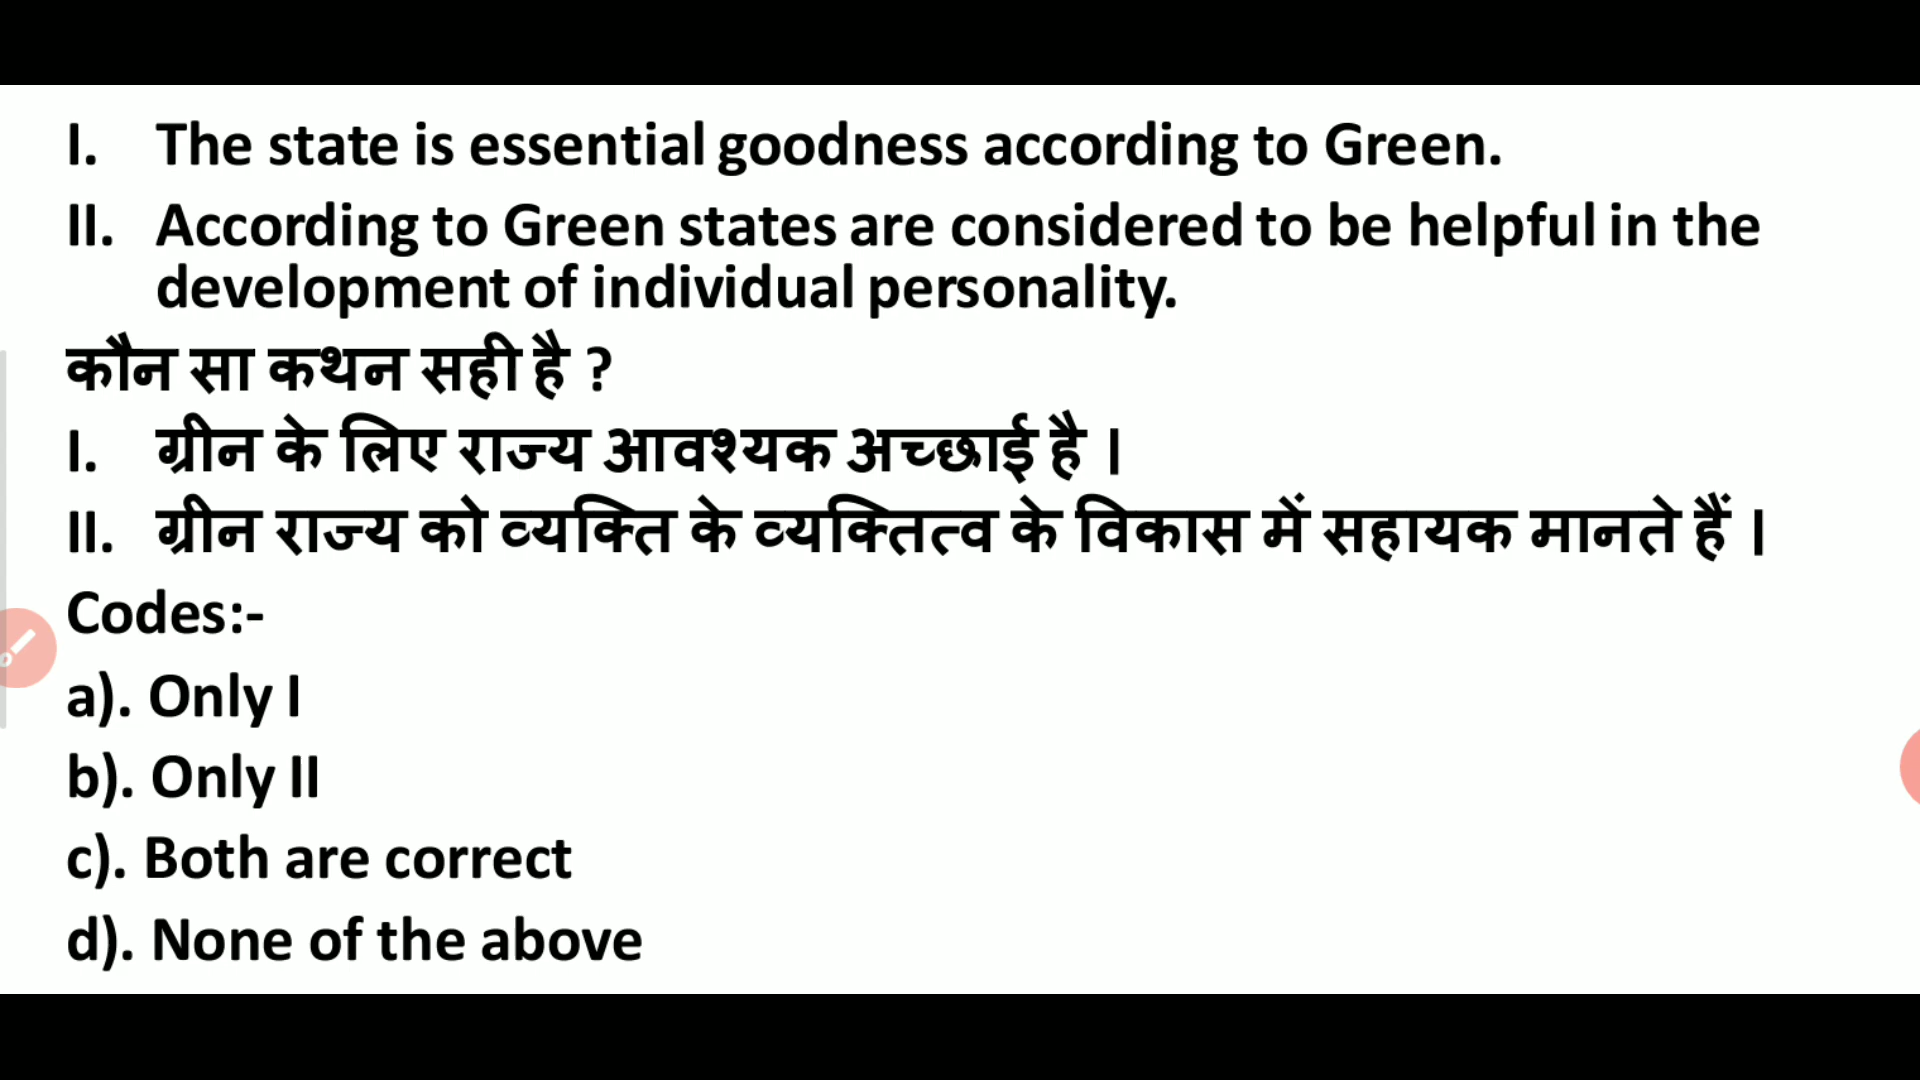 I. The state is essential goodness according to Green.
II. According to Green states are considered to be helpful in the
development of individual personality.
कौन सा कथन सही है ?
I. ग्रीन के लिए राज्य आवश्यक अच्छाई है ।
II. ग्रीन राज्य को व्यक्ति के व्यक्तित्व के विकास में सहायक मानते हैं ।
Codes:-
a). Only I
b). Only II
c). Both are correct
d). None of the above